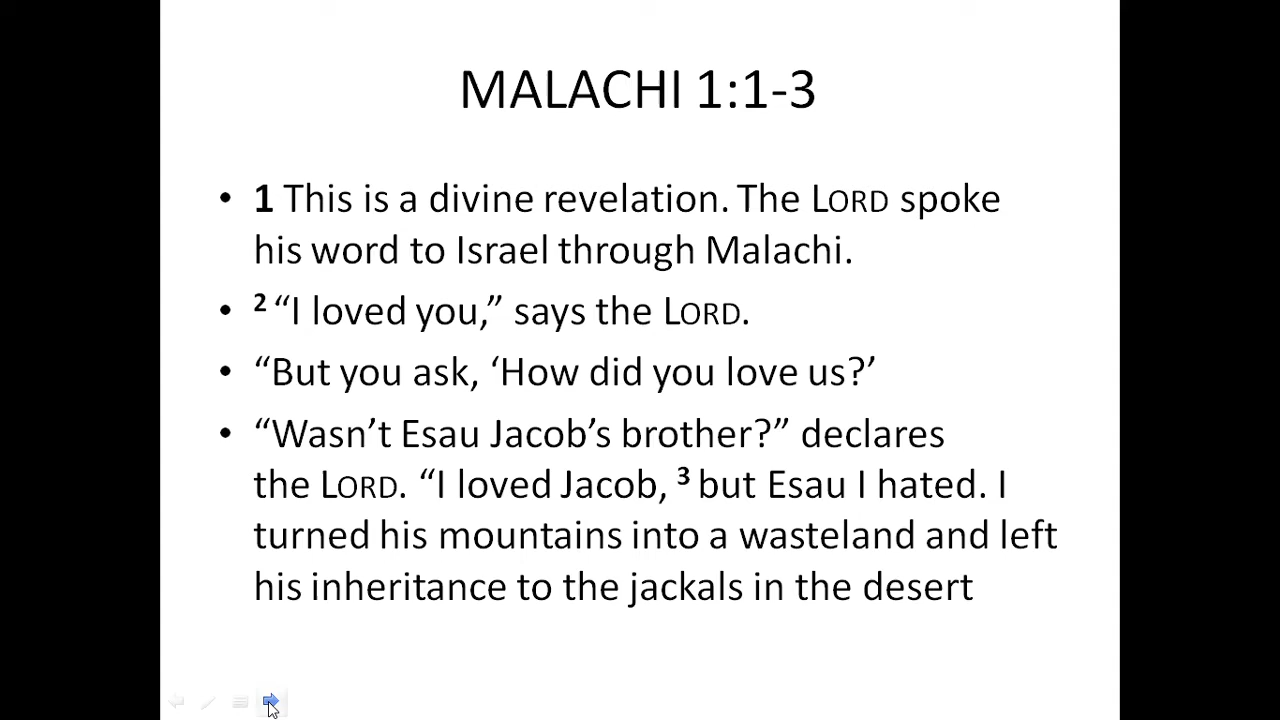 MALACHI 1:1-3
• 1 This is a divine revelation. The LORD spoke
his word to Israel through Malachi.
• 2 “I loved you,” says the LORD.
• “But you ask, ‘How did you love us?’
• “Wasn’t Esau Jacob’s brother?” declares
the LORD. “I loved Jacob, 3 but Esau I hated. I
turned his mountains into a wasteland and left
his inheritance to the jackals in the desert